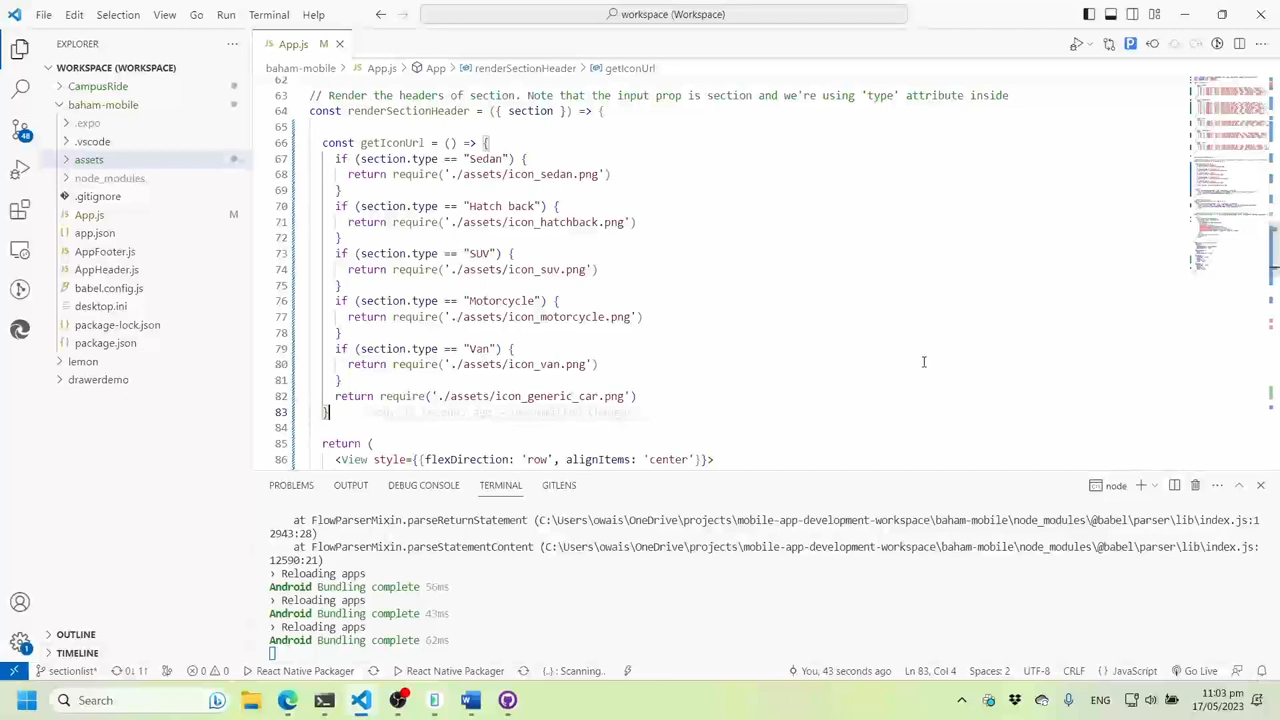 File Edit Selection View Go Run Terminal Help
workspace (Workspace)
EXPLORER
App.js M
WORKSPACE (WORKSPACE)
baham-mobile > App.js > App > renderSectionHeader > getIconUrl
CampusRide
baham-mobile
.expo
.vscode
assets
node_modules
.gitignore
App.js M
app.json
AppFooter.js
AppHeader.js
babel.config.js
desktop.ini
package-lock.json
package.json
lemon
drawerdemo
62
63 // Render the headers of section. Note that the input prop is section and we're using 'type' attribute inside
64 const renderSectionHeader = ({ section }) => {
65
66 const getIconUrl = () => {
67 if (section.type == "Sedan") {
68 return require('./assets/icon_sedan.png')
69 }
70 if (section.type == "Hatchback") {
71 return require('./assets/icon_hatchback.png')
72 }
73 if (section.type == "SUV") {
74 return require('./assets/icon_suv.png')
75 }
76 if (section.type == "Motorcycle") {
77 return require('./assets/icon_motorcycle.png')
78 }
79 if (section.type == "Van") {
80 return require('./assets/icon_van.png')
81 }
82 return require('./assets/icon_generic_car.png')
83 }
84
85 return (
86 <View style={{flexDirection: 'row', alignItems: 'center'}}>
PROBLEMS OUTPUT DEBUG CONSOLE TERMINAL GITLENS
node
at FlowParserMixin.parseReturnStatement (C:\Users\owais\OneDrive\projects\mobile-app-development-workspace\baham-mobile\node_modules\@babel\parser\lib\index.js:1
2943:28)
at FlowParserMixin.parseStatementContent (C:\Users\owais\OneDrive\projects\mobile-app-development-workspace\baham-mobile\node_modules\@babel\parser\lib\index.js:
12590:21)
› Reloading apps
Android Bundling complete 56ms
› Reloading apps
Android Bundling complete 43ms
› Reloading apps
Android Bundling complete 62ms
OUTLINE
TIMELINE
48
1
sectionlist* 0↓ 1↑ 0 0 React Native Packager React Native Packager {..}: Scanning.. You, 43 seconds ago Ln 83, Col 4 Spaces: 2 UTF-8 CRLF JavaScript Go Live
Search
ENG
11:03 pm
17/05/2023